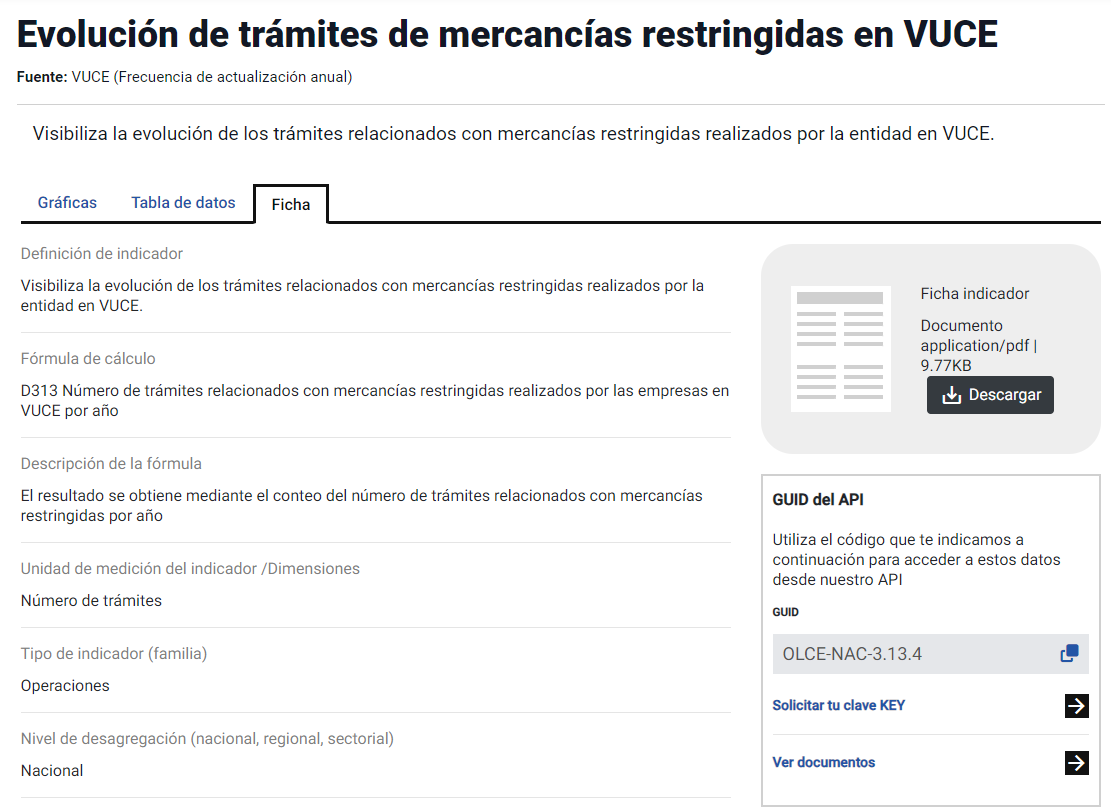 Evolución de trámites de mercancías restringidas en VUCE
Fuente: VUCE (Frecuencia de actualización anual)
Visibiliza la evolución de los trámites relacionados con mercancías restringidas realizados por la entidad en VUCE.
Gráficas
Tabla de datos
Ficha
Definición de indicador
Visibiliza la evolución de los trámites relacionados con mercancías restringidas realizados por la
entidad en VUCE.
Fórmula de cálculo
D313 Número de trámites relacionados con mercancías restringidas realizados por las empresas en
VUCE por año
Descripción de la fórmula
El resultado se obtiene mediante el conteo del número de trámites relacionados con mercancías
restringidas por año
Unidad de medición del indicador /Dimensiones
Número de trámites
Tipo de indicador (familia)
Operaciones
Nivel de desagregación (nacional, regional, sectorial)
Nacional
Ficha indicador
Documento
application/pdf |
9.77KB
Descargar
GUID del API
Utiliza el código que te indicamos a
continuación para acceder a estos datos
desde nuestro API
GUID
OLCE-NAC-3.13.4
Solicitar tu clave KEY
Ver documentos